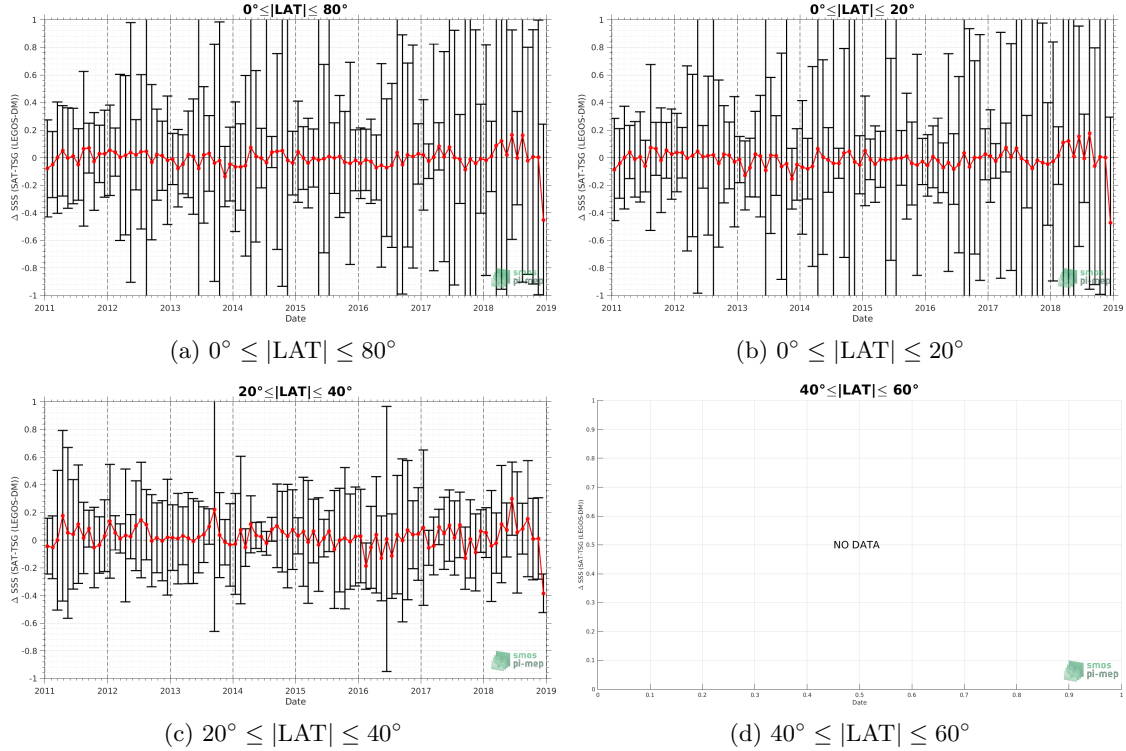 0°≤|LAT|≤ 80°
Δ SSS (SAT-TSG (LEGOS-DM))
1
0.8
0.6
0.4
0.2
0
-0.2
-0.4
-0.6
-0.8
-1
2011 2012 2013 2014 2015 2016 2017 2018 2019
Date
smos
pi-mep
(a) 0° ≤ |LAT| ≤ 80°
0°≤|LAT|≤ 20°
Δ SSS (SAT-TSG (LEGOS-DM))
1
0.8
0.6
0.4
0.2
0
-0.2
-0.4
-0.6
-0.8
-1
2011 2012 2013 2014 2015 2016 2017 2018 2019
Date
smos
pi-mep
(b) 0° ≤ |LAT| ≤ 20°
20°≤|LAT|≤ 40°
Δ SSS (SAT-TSG (LEGOS-DM))
1
0.8
0.6
0.4
0.2
0
-0.2
-0.4
-0.6
-0.8
-1
2011 2012 2013 2014 2015 2016 2017 2018 2019
Date
smos
pi-mep
(c) 20° ≤ |LAT| ≤ 40°
40°≤|LAT|≤ 60°
Δ SSS (SAT-TSG (LEGOS-DM))
1
0.9
0.8
0.7
0.6
0.5
0.4
0.3
0.2
0.1
0
NO DATA
0 0.1 0.2 0.3 0.4 0.5 0.6 0.7 0.8 0.9 1
Date
smos
pi-mep
(d) 40° ≤ |LAT| ≤ 60°